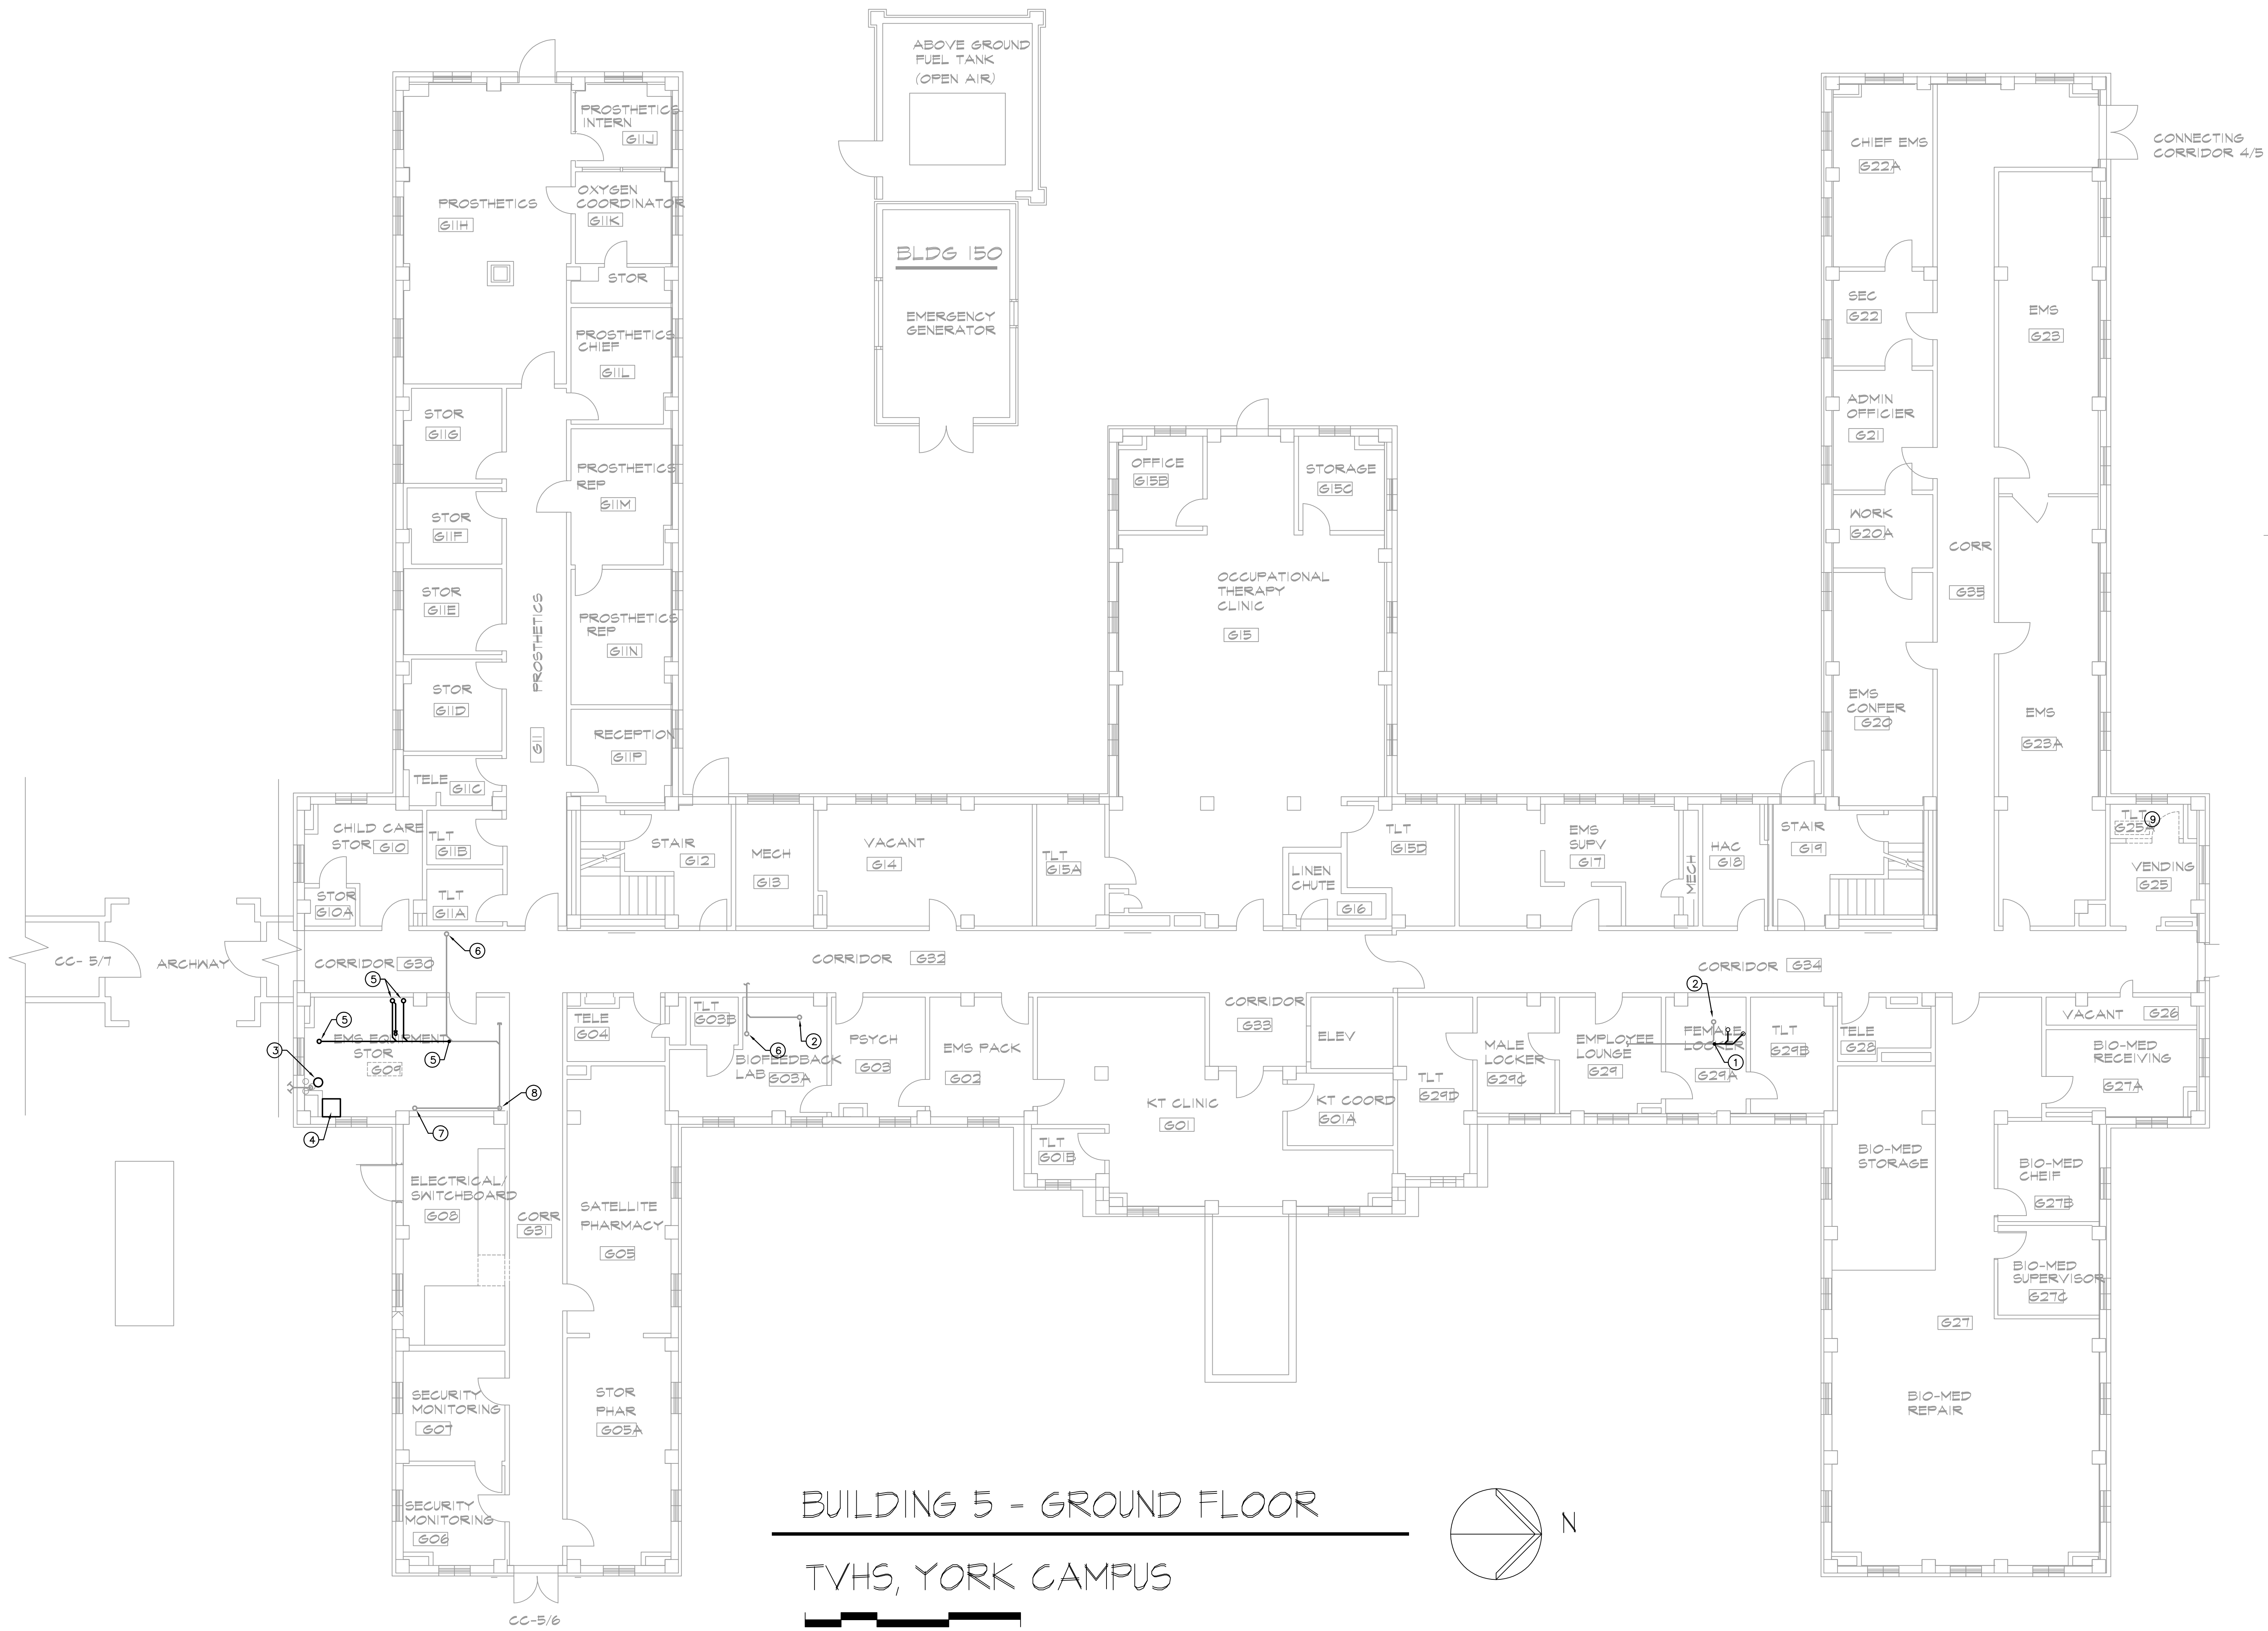 ABOVE GROUND
FUEL TANK
(OPEN AIR)
BLDG 150
EMERGENCY
GENERATOR
PROSTHETICS
INTERN
G11J
PROSTHETICS
G11H
OXYGEN
COORDINATOR
G11K
STOR
PROSTHETICS
CHIEF
G11L
STOR
G11G
PROSTHETICS
REP
G11M
STOR
G11F
STOR
G11E
PROSTHETICS
REP
G11N
PROSTHETICS
G11
STOR
G11D
RECEPTION
G11P
TELE
G11C
CHIEF EMS
G22A
CONNECTING
CORRIDOR 4/5
SEC
G22
EMS
G23
ADMIN
OFFICIER
G21
WORK
G20A
CORR
G35
EMS
CONFER
G20
EMS
G23A
OFFICE
G15B
STORAGE
G15C
OCCUPATIONAL
THERAPY
CLINIC
G15
CHILD CARE
STOR
G10
TLT
G11B
STOR
G10A
TLT
G11A
STAIR
G12
MECH
G13
VACANT
G14
TLT
G15A
LINEN
CHUTE
G16
TLT
G15D
EMS
SUPV
G17
MECH
HAC
G18
STAIR
G19
TLT
G25A
9
VENDING
G25
CC- 5/7
ARCHWAY
CORRIDOR
G30
6
CORRIDOR
G32
CORRIDOR
G34
5
5
5
EMS EQUIPMENT
STOR
G09
3
4
7
8
TELE
G04
TLT
G03B
6
2
BIOFEEDBACK
LAB
G03A
PSYCH
G03
EMS PACK
G02
CORRIDOR
G33
ELEV
KT CLINIC
G01
KT COORD
G01A
TLT
G01B
TLT
G29D
MALE
LOCKER
G29C
EMPLOYEE
LOUNGE
G29
2
FEMALE
LOCKER
G29A
1
TLT
G29B
TELE
G28
VACANT
G26
BIO-MED
RECEIVING
G27A
ELECTRICAL/
SWITCHBOARD
G08
CORR
G31
SATELLITE
PHARMACY
G05
BIO-MED
STORAGE
BIO-MED
CHEIF
G27B
BIO-MED
SUPERVISOR
G27C
G27
BIO-MED
REPAIR
SECURITY
MONITORING
G07
STOR
PHAR
G05A
SECURITY
MONITORING
G06
CC-5/6
BUILDING 5 - GROUND FLOOR
N
TVHS, YORK CAMPUS